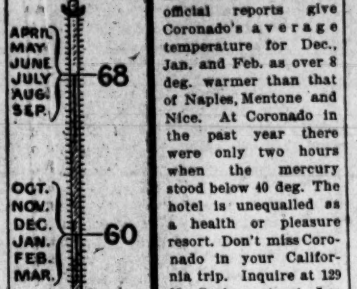 G
APRIL
MAY
JUNE
JULY
AUG.
SEP.
68
OCT.
NOV.
DEC.
JAN.
FEB.
MAR.
60
official reports give
Coronado's average
temperature for Dec.,
Jan. and Feb. as over 8
deg. warmer than that
of Naples, Mentone and
Nice. At Coronado in
the past year there
were only two hours
when the mercury
stood below 40 deg. The
hotel is unequalled as
a health or pleasure
resort. Don't miss Coro-
nado in your Califor-
nia trip. Inquire at 129